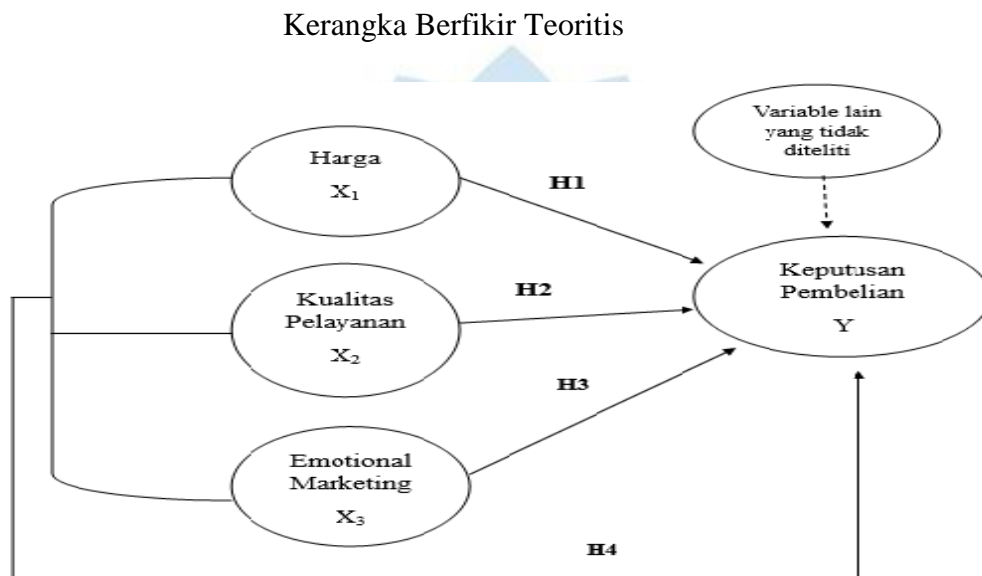 Kerangka Berfikir Teoritis
Variable lain
yang tidak
diteliti
Harga
X₁
H1
Keputusan
Pembelian
Y
Kualitas
Pelayanan
X₂
H2
H3
Emotional
Marketing
X₃
H4